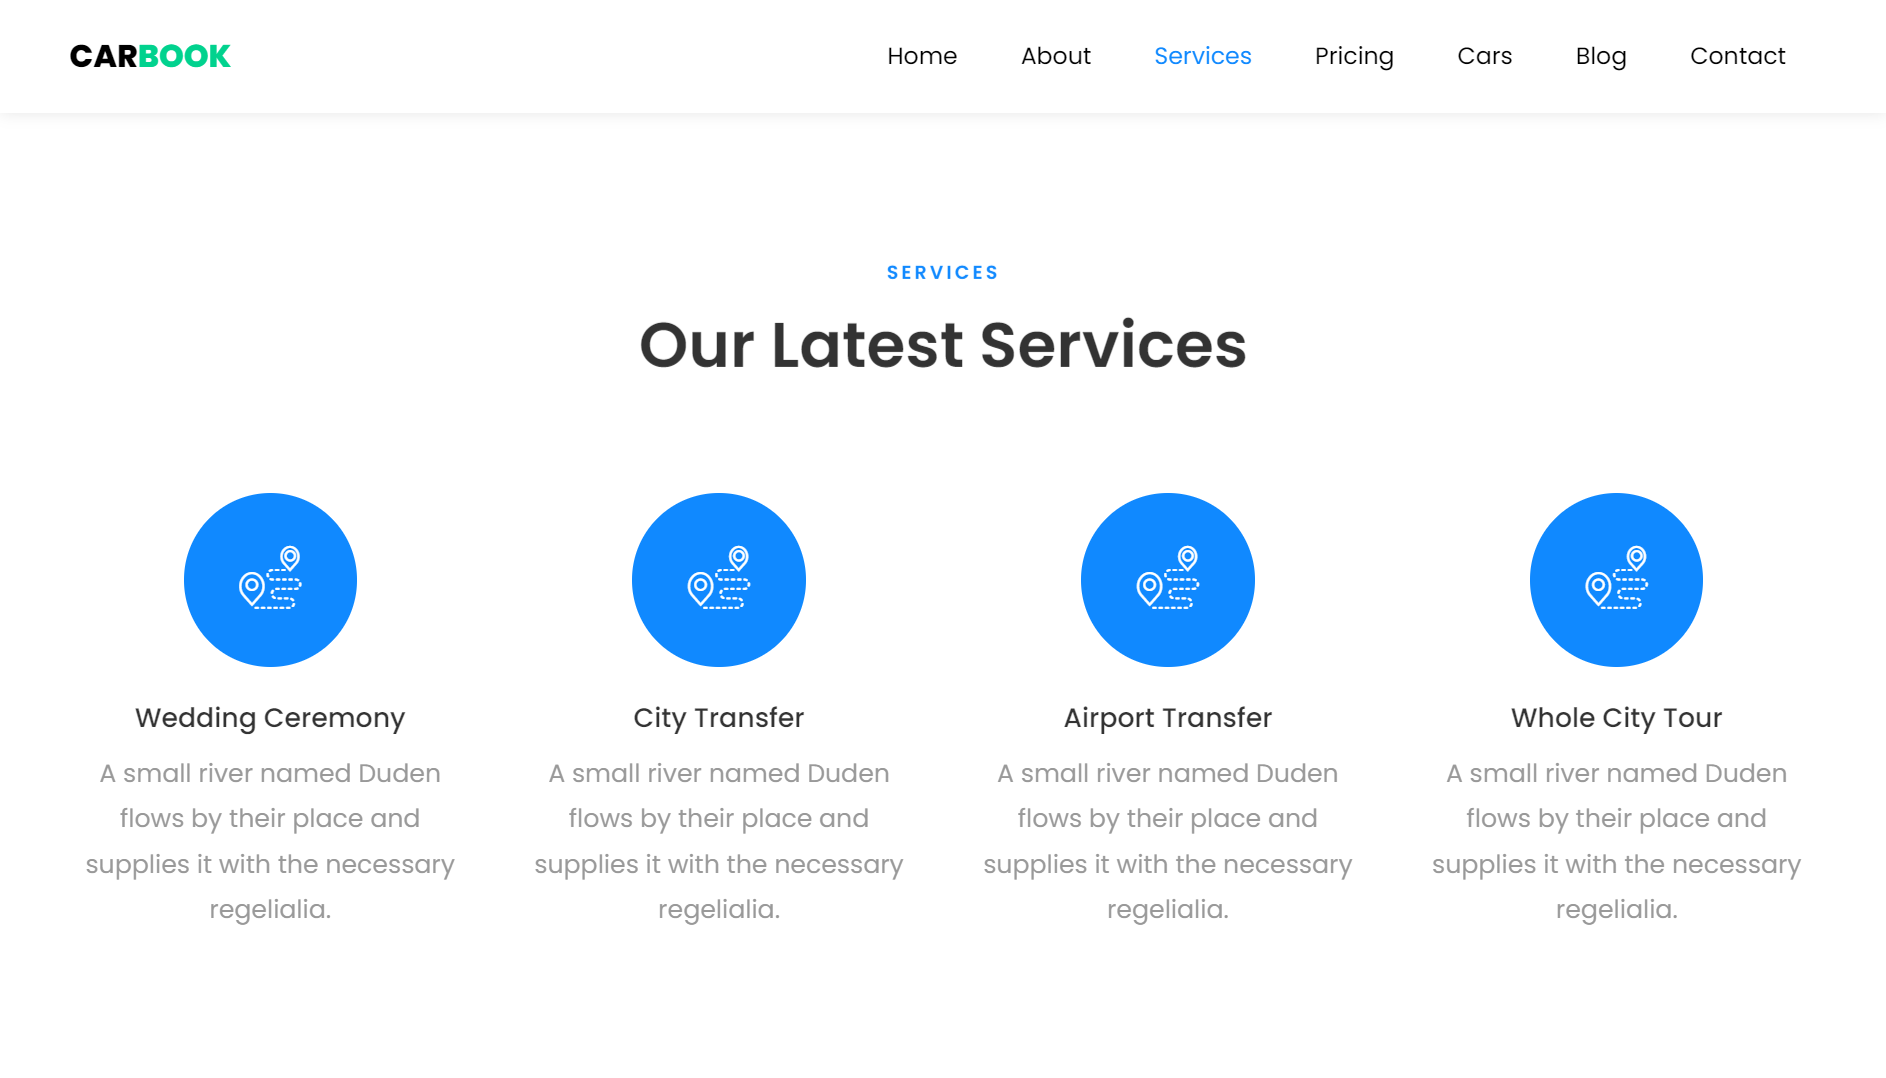 CARBOOK Home About Services Pricing Cars Blog Contact
SERVICES
Our Latest Services
Wedding Ceremony
A small river named Duden
flows by their place and
supplies it with the necessary
regelialia.
City Transfer
A small river named Duden
flows by their place and
supplies it with the necessary
regelialia.
Airport Transfer
A small river named Duden
flows by their place and
supplies it with the necessary
regelialia.
Whole City Tour
A small river named Duden
flows by their place and
supplies it with the necessary
regelialia.